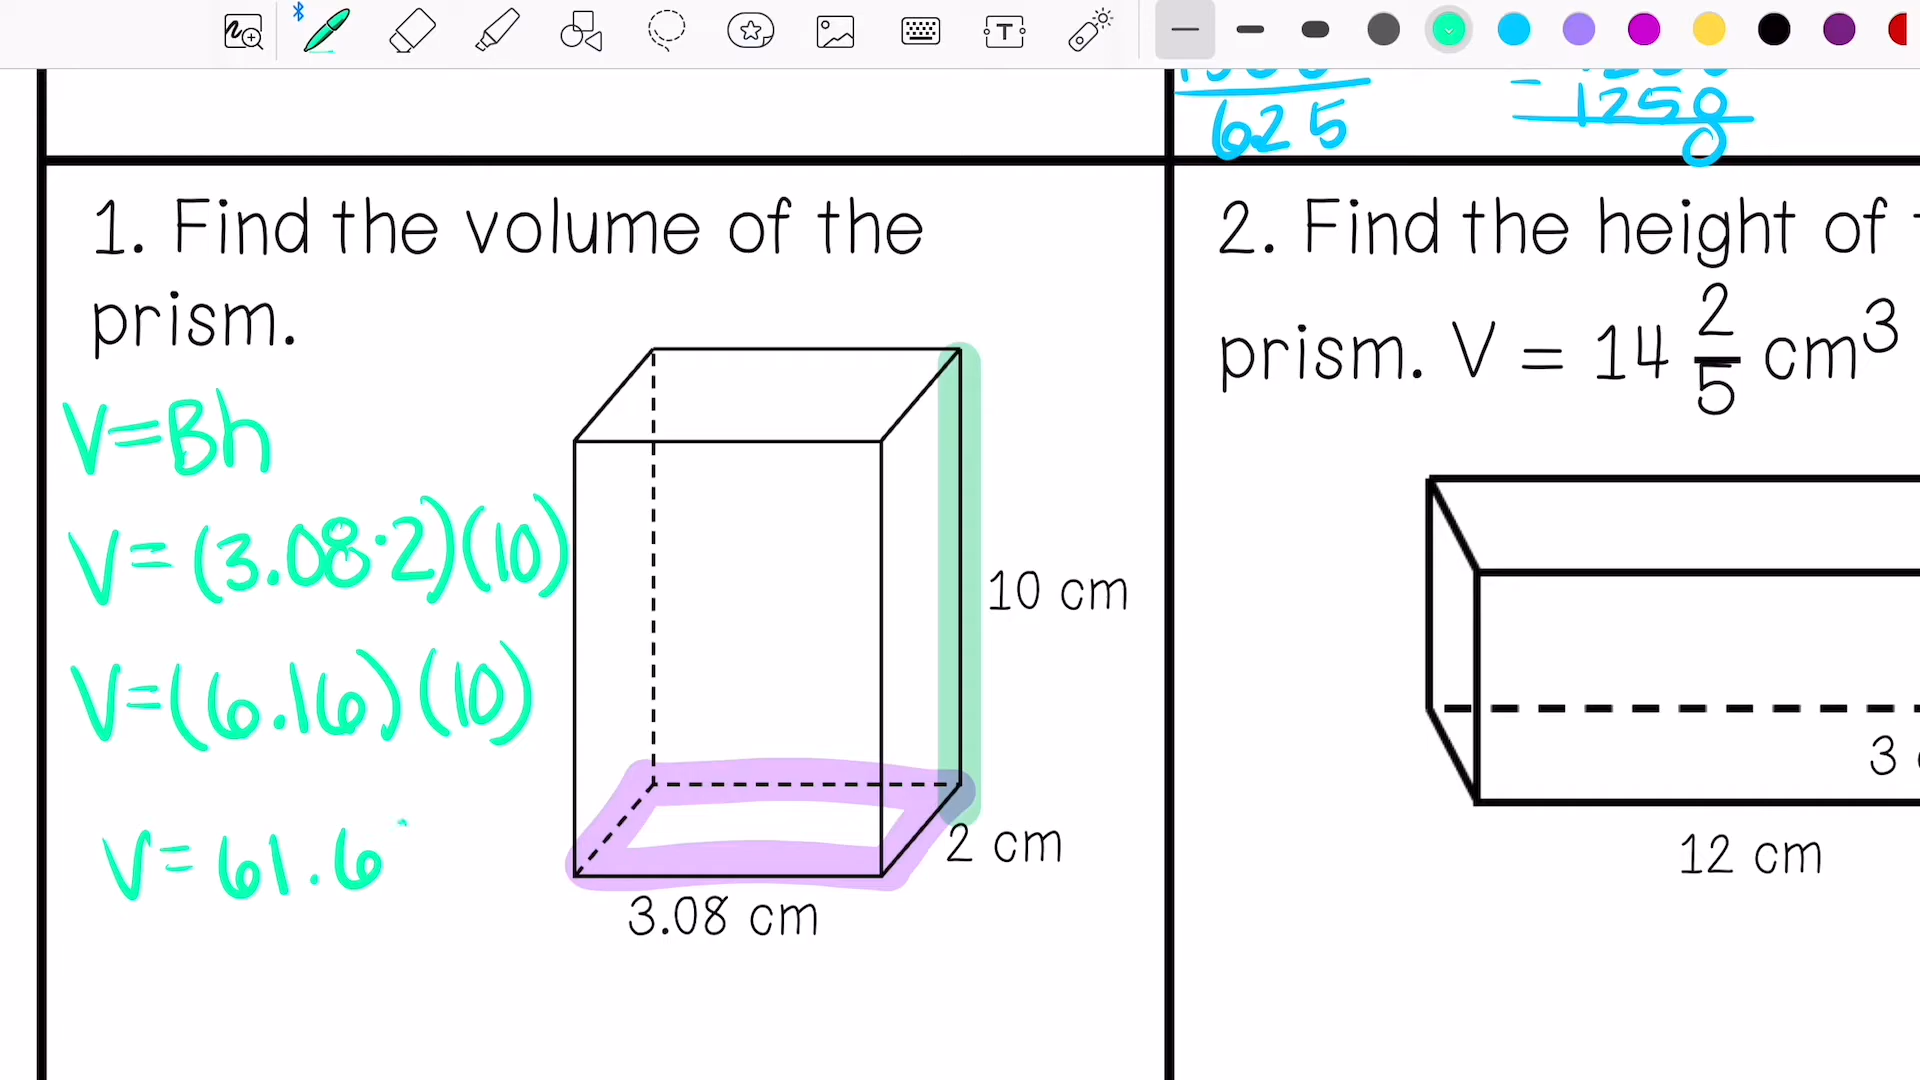 625
- 1250
0
1. Find the volume of the
prism.
V=Bh
V=(3.08·2)(10)
V=(6.16)(10)
V=61.6
10 cm
2 cm
3.08 cm
2. Find the height of
prism. V = 14 2/5 cm³
3
12 cm